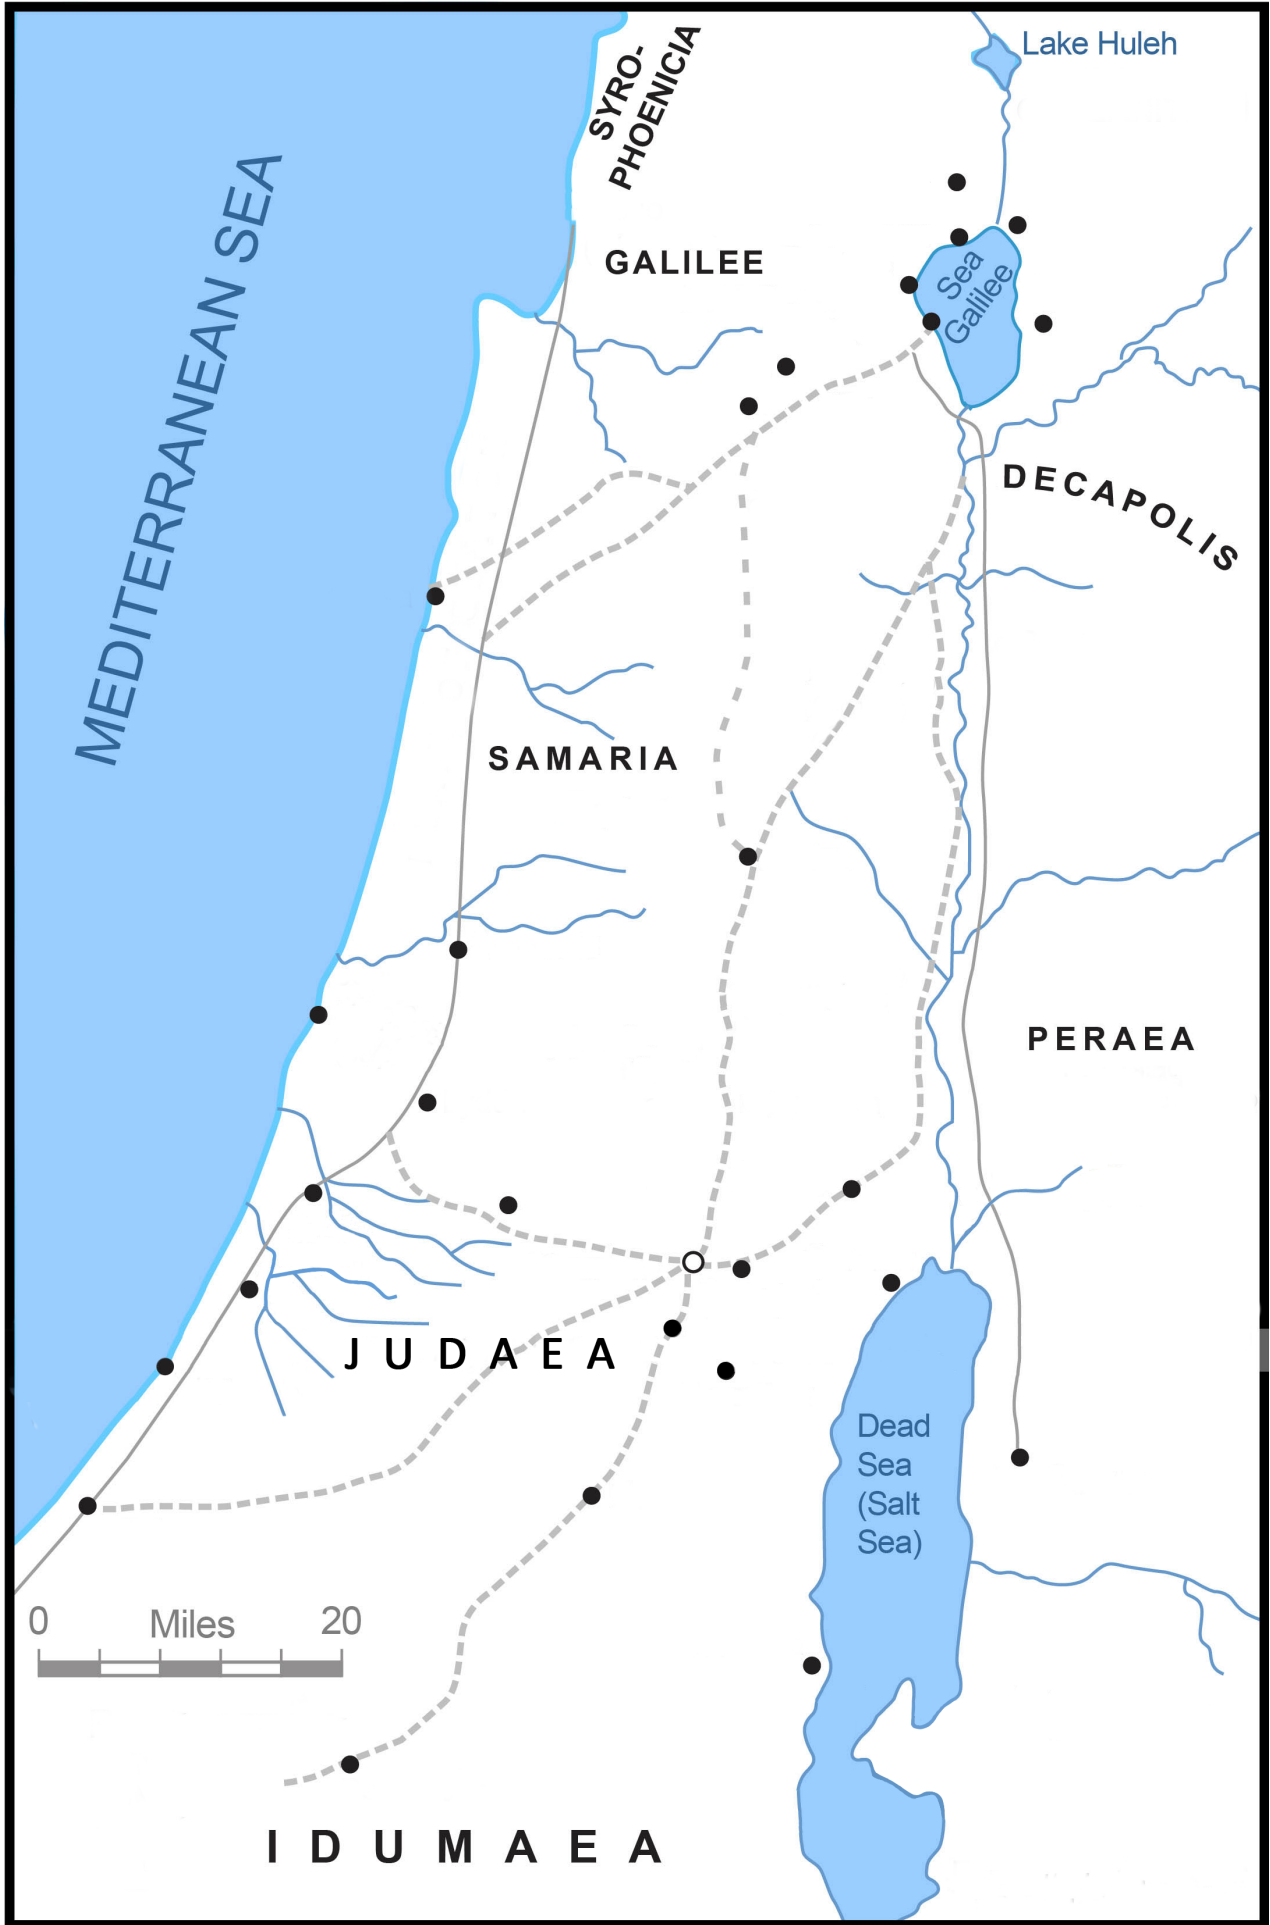 Lake Huleh
SYRO-
PHOENICIA
MEDITERRANEAN SEA
GALILEE
Sea
Galilee
DECAPOLIS
SAMARIA
PERAEA
JUDAEA
Dead
Sea
(Salt
Sea)
0 Miles 20
IDUMAEA